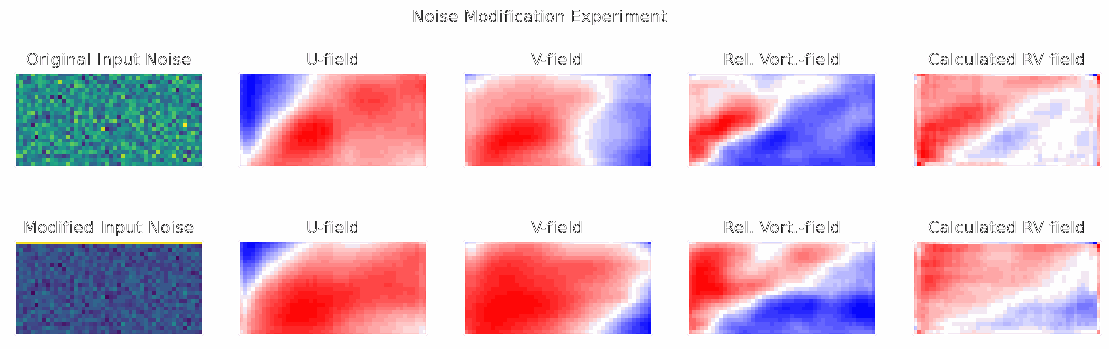 Noise Modification Experiment
Original Input Noise U-field V-field Rel. Vort.-field Calculated RV field
Modified Input Noise U-field V-field Rel. Vort.-field Calculated RV field